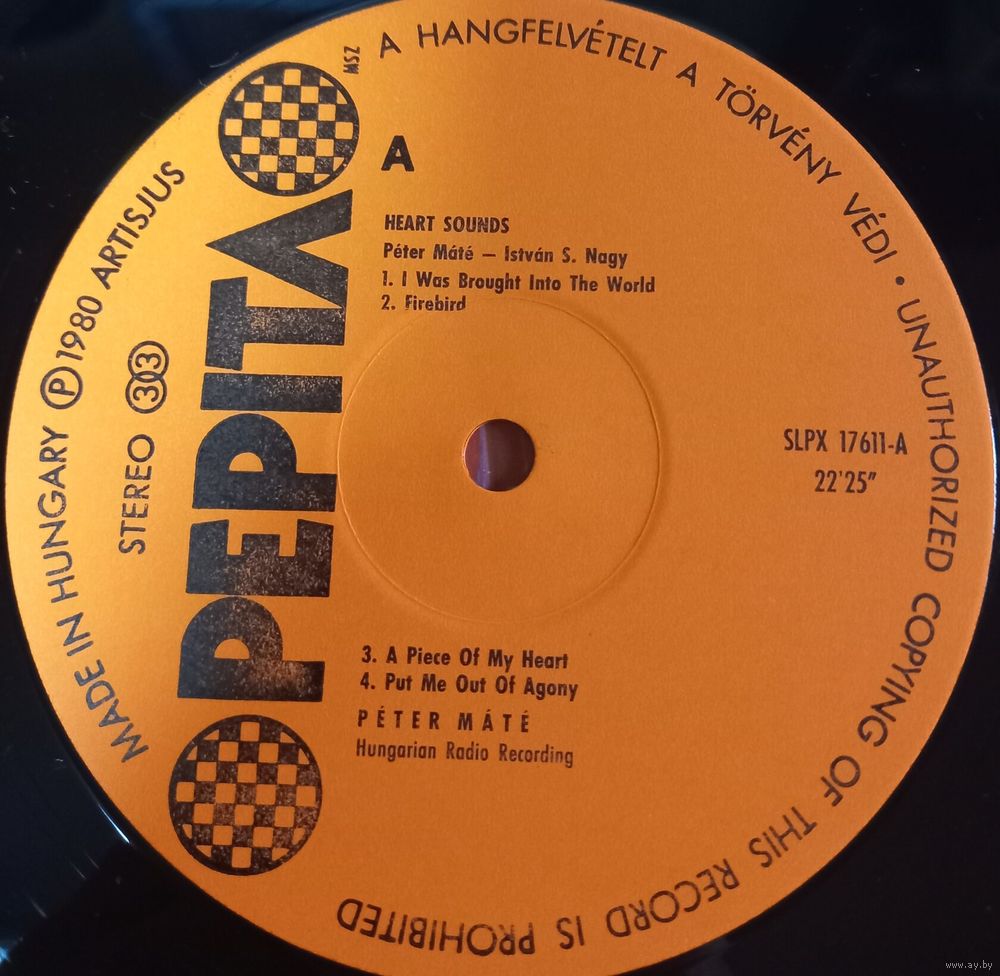 A HANGFELVÉTELT A TÖRVÉNY VÉDI • UNAUTHORIZED COPYING OF THIS RECORD IS PROHIBITED
MADE IN HUNGARY Ⓟ 1980 ARTISJUS
MSZ
STEREO 33
PEPITA
A
HEART SOUNDS
Péter Máté – István S. Nagy
1. I Was Brought Into The World
2. Firebird
SLPX 17611-A
22'25"
3. A Piece Of My Heart
4. Put Me Out Of Agony
PÉTER MÁTÉ
Hungarian Radio Recording
www.ay.by